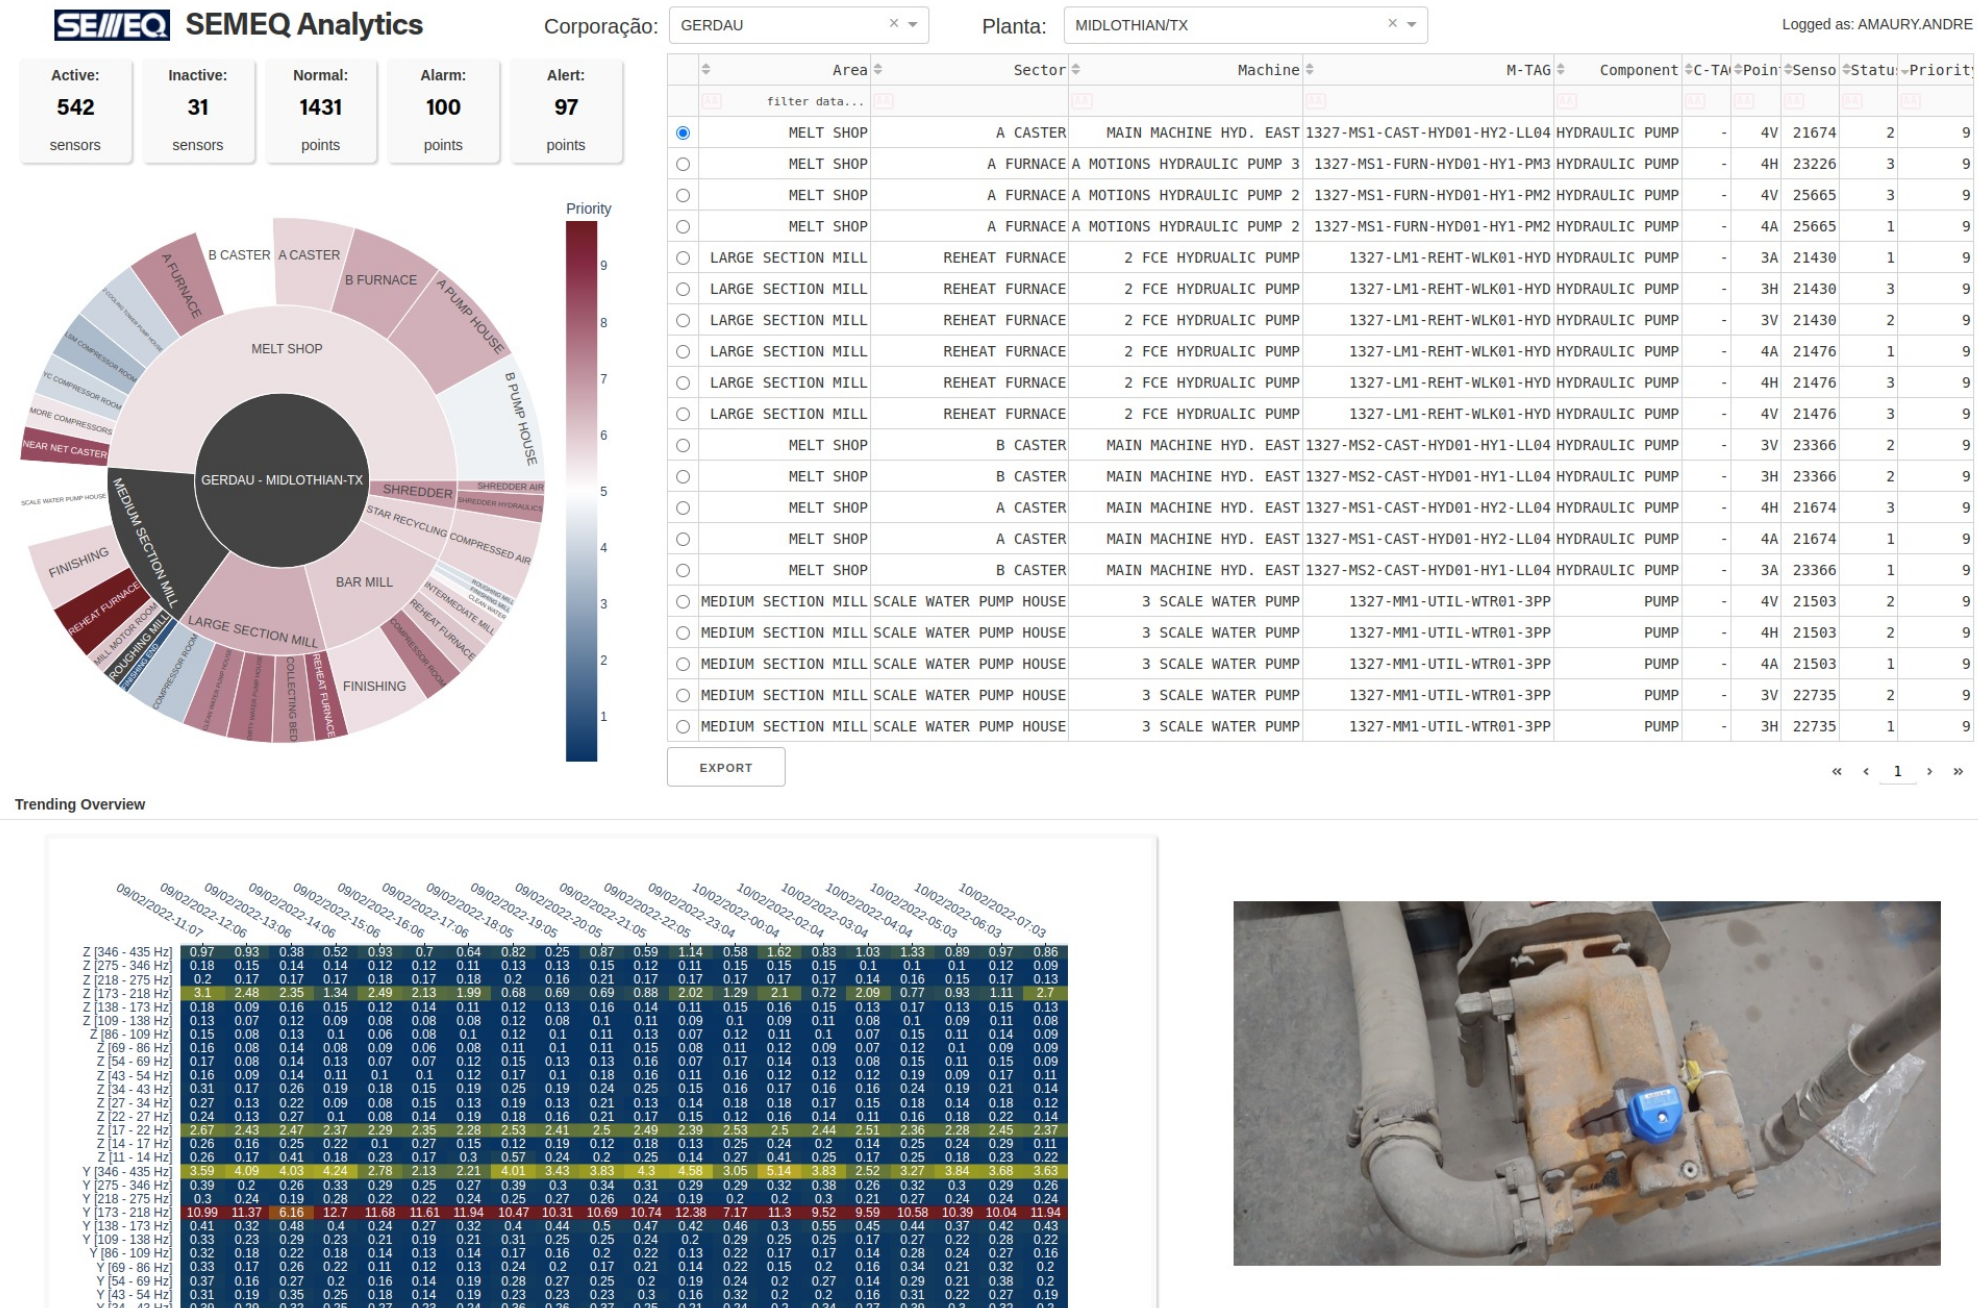 SEMEQ SEMEQ Analytics
Corporação: GERDAU × Planta: MIDLOTHIAN/TX × Logged as: AMAURY.ANDRE
Active: Inactive: Normal: Alarm: Alert:
542 31 1431 100 97
sensors sensors points points points
Area Sector Machine M-TAG Component C-TA Poin Senso Statu Priority
filter data...
MELT SHOP A CASTER MAIN MACHINE HYD. EAST 1327-MS1-CAST-HYD01-HY2-LL04 HYDRAULIC PUMP - 4V 21674 2 9
MELT SHOP A FURNACE A MOTIONS HYDRAULIC PUMP 3 1327-MS1-FURN-HYD01-HY1-PM3 HYDRAULIC PUMP - 4H 23226 3 9
MELT SHOP A FURNACE A MOTIONS HYDRAULIC PUMP 2 1327-MS1-FURN-HYD01-HY1-PM2 HYDRAULIC PUMP - 4V 25665 3 9
MELT SHOP A FURNACE A MOTIONS HYDRAULIC PUMP 2 1327-MS1-FURN-HYD01-HY1-PM2 HYDRAULIC PUMP - 4A 25665 1 9
LARGE SECTION MILL REHEAT FURNACE 2 FCE HYDRUALIC PUMP 1327-LM1-REHT-WLK01-HYD HYDRAULIC PUMP - 3A 21430 1 9
LARGE SECTION MILL REHEAT FURNACE 2 FCE HYDRUALIC PUMP 1327-LM1-REHT-WLK01-HYD HYDRAULIC PUMP - 3H 21430 3 9
LARGE SECTION MILL REHEAT FURNACE 2 FCE HYDRUALIC PUMP 1327-LM1-REHT-WLK01-HYD HYDRAULIC PUMP - 3V 21430 2 9
LARGE SECTION MILL REHEAT FURNACE 2 FCE HYDRUALIC PUMP 1327-LM1-REHT-WLK01-HYD HYDRAULIC PUMP - 4A 21476 1 9
LARGE SECTION MILL REHEAT FURNACE 2 FCE HYDRUALIC PUMP 1327-LM1-REHT-WLK01-HYD HYDRAULIC PUMP - 4H 21476 3 9
LARGE SECTION MILL REHEAT FURNACE 2 FCE HYDRUALIC PUMP 1327-LM1-REHT-WLK01-HYD HYDRAULIC PUMP - 4V 21476 3 9
MELT SHOP B CASTER MAIN MACHINE HYD. EAST 1327-MS2-CAST-HYD01-HY1-LL04 HYDRAULIC PUMP - 3V 23366 2 9
MELT SHOP B CASTER MAIN MACHINE HYD. EAST 1327-MS2-CAST-HYD01-HY1-LL04 HYDRAULIC PUMP - 3H 23366 2 9
MELT SHOP A CASTER MAIN MACHINE HYD. EAST 1327-MS1-CAST-HYD01-HY2-LL04 HYDRAULIC PUMP - 4H 21674 3 9
MELT SHOP A CASTER MAIN MACHINE HYD. EAST 1327-MS1-CAST-HYD01-HY2-LL04 HYDRAULIC PUMP - 4A 21674 1 9
MELT SHOP B CASTER MAIN MACHINE HYD. EAST 1327-MS2-CAST-HYD01-HY1-LL04 HYDRAULIC PUMP - 3A 23366 1 9
MEDIUM SECTION MILL SCALE WATER PUMP HOUSE 3 SCALE WATER PUMP 1327-MM1-UTIL-WTR01-3PP PUMP - 4V 21503 2 9
MEDIUM SECTION MILL SCALE WATER PUMP HOUSE 3 SCALE WATER PUMP 1327-MM1-UTIL-WTR01-3PP PUMP - 4H 21503 2 9
MEDIUM SECTION MILL SCALE WATER PUMP HOUSE 3 SCALE WATER PUMP 1327-MM1-UTIL-WTR01-3PP PUMP - 4A 21503 1 9
MEDIUM SECTION MILL SCALE WATER PUMP HOUSE 3 SCALE WATER PUMP 1327-MM1-UTIL-WTR01-3PP PUMP - 3V 22735 2 9
MEDIUM SECTION MILL SCALE WATER PUMP HOUSE 3 SCALE WATER PUMP 1327-MM1-UTIL-WTR01-3PP PUMP - 3H 22735 1 9
EXPORT
« ‹ 1 › »
Priority
9
8
7
6
5
4
3
2
1
GERDAU - MIDLOTHIAN-TX
MELT SHOP
SHREDDER
STAR RECYCLING
BAR MILL
LARGE SECTION MILL
MEDIUM SECTION MILL
B CASTER
A CASTER
B FURNACE
A PUMP HOUSE
B PUMP HOUSE
SHREDDER AIR
SHREDDER HYDRAULICS
COMPRESSED AIR
ROUGHING MILL
FINISHING MILL
CLEAN WATER
INTERMEDIATE MILL
REHEAT FURNACE
COMPRESSOR ROOM
FINISHING
REHEAT FURNACE
COLLECTING BED
DIRTY WATER PUMP HOUSE
CLEAN WATER PUMP HOUSE
COMPRESSOR ROOM
FINISHING END
ROUGHING MILL
MILL MOTOR ROOM
REHEAT FURNACE
FINISHING
SCALE WATER PUMP HOUSE
NEAR NET CASTER
MORE COMPRESSORS
YC COMPRESSOR ROOM
LSM COMPRESSOR ROOM
COOLING TOWER PUMP HOUSE
A FURNACE
Trending Overview
09/02/2022-11:07 09/02/2022-12:06 09/02/2022-13:06 09/02/2022-14:06 09/02/2022-15:06 09/02/2022-16:06 09/02/2022-17:06 09/02/2022-18:05 09/02/2022-19:05 09/02/2022-20:05 09/02/2022-21:05 09/02/2022-22:05 09/02/2022-23:04 10/02/2022-00:04 10/02/2022-02:04 10/02/2022-03:04 10/02/2022-04:04 10/02/2022-05:03 10/02/2022-06:03 10/02/2022-07:03
Z [346 - 435 Hz] 0.97 0.93 0.38 0.52 0.93 0.7 0.64 0.82 0.25 0.87 0.59 1.14 0.58 1.62 0.83 1.03 1.33 0.89 0.97 0.86
Z [275 - 346 Hz] 0.18 0.15 0.14 0.14 0.12 0.12 0.11 0.13 0.13 0.15 0.12 0.11 0.15 0.15 0.15 0.1 0.1 0.1 0.12 0.09
Z [218 - 275 Hz] 0.2 0.17 0.17 0.17 0.18 0.17 0.18 0.2 0.16 0.21 0.17 0.17 0.17 0.17 0.17 0.14 0.16 0.15 0.17 0.13
Z [173 - 218 Hz] 3.1 2.48 2.35 1.34 2.49 2.13 1.99 0.68 0.69 0.69 0.88 2.02 1.29 2.1 0.72 2.09 0.77 0.93 1.11 2.7
Z [138 - 173 Hz] 0.18 0.09 0.16 0.15 0.12 0.14 0.11 0.12 0.13 0.16 0.14 0.11 0.15 0.16 0.15 0.13 0.17 0.13 0.15 0.13
Z [109 - 138 Hz] 0.13 0.07 0.12 0.09 0.08 0.08 0.08 0.12 0.08 0.1 0.11 0.09 0.1 0.09 0.11 0.08 0.1 0.09 0.11 0.08
Z [86 - 109 Hz] 0.15 0.08 0.13 0.1 0.06 0.08 0.1 0.12 0.1 0.11 0.13 0.07 0.12 0.11 0.1 0.07 0.15 0.11 0.14 0.09
Z [69 - 86 Hz] 0.16 0.08 0.14 0.08 0.09 0.06 0.08 0.11 0.1 0.11 0.15 0.08 0.11 0.12 0.09 0.07 0.12 0.1 0.09 0.09
Z [54 - 69 Hz] 0.17 0.08 0.14 0.13 0.07 0.07 0.12 0.15 0.13 0.13 0.16 0.07 0.17 0.14 0.13 0.08 0.15 0.11 0.15 0.09
Z [43 - 54 Hz] 0.16 0.09 0.14 0.11 0.1 0.1 0.12 0.17 0.1 0.18 0.16 0.11 0.16 0.12 0.12 0.12 0.19 0.09 0.17 0.11
Z [34 - 43 Hz] 0.31 0.17 0.26 0.19 0.18 0.15 0.19 0.25 0.19 0.24 0.25 0.15 0.16 0.17 0.16 0.16 0.24 0.19 0.21 0.14
Z [27 - 34 Hz] 0.27 0.13 0.22 0.09 0.08 0.15 0.13 0.19 0.13 0.21 0.13 0.14 0.18 0.18 0.17 0.15 0.18 0.14 0.18 0.12
Z [22 - 27 Hz] 0.24 0.13 0.27 0.1 0.08 0.14 0.19 0.18 0.16 0.21 0.17 0.15 0.12 0.16 0.14 0.11 0.16 0.18 0.22 0.14
Z [17 - 22 Hz] 2.67 2.43 2.47 2.37 2.29 2.35 2.28 2.53 2.41 2.5 2.49 2.39 2.53 2.5 2.44 2.51 2.36 2.28 2.45 2.37
Z [14 - 17 Hz] 0.26 0.16 0.25 0.22 0.1 0.27 0.15 0.12 0.19 0.12 0.18 0.13 0.25 0.24 0.2 0.14 0.25 0.24 0.29 0.11
Z [11 - 14 Hz] 0.26 0.17 0.41 0.18 0.23 0.17 0.3 0.57 0.24 0.2 0.25 0.14 0.27 0.41 0.25 0.17 0.25 0.18 0.23 0.22
Y [346 - 435 Hz] 3.59 4.09 4.03 4.24 2.78 2.13 2.21 4.01 3.43 3.83 4.3 4.58 3.05 5.14 3.83 2.52 3.27 3.84 3.68 3.63
Y [275 - 346 Hz] 0.39 0.2 0.26 0.33 0.29 0.25 0.27 0.39 0.3 0.34 0.31 0.29 0.29 0.32 0.38 0.26 0.32 0.3 0.29 0.26
Y [218 - 275 Hz] 0.3 0.24 0.19 0.28 0.22 0.22 0.24 0.25 0.27 0.26 0.24 0.19 0.2 0.2 0.3 0.21 0.27 0.24 0.24 0.24
Y [173 - 218 Hz] 10.99 11.37 6.16 12.7 11.68 11.61 11.94 10.47 10.31 10.69 10.74 12.38 7.17 11.3 9.52 9.59 10.58 10.39 10.04 11.94
Y [138 - 173 Hz] 0.41 0.32 0.48 0.4 0.24 0.27 0.32 0.4 0.44 0.5 0.47 0.42 0.46 0.3 0.55 0.45 0.44 0.37 0.42 0.43
Y [109 - 138 Hz] 0.33 0.23 0.29 0.23 0.21 0.19 0.21 0.31 0.25 0.25 0.24 0.2 0.29 0.25 0.25 0.17 0.27 0.22 0.28 0.22
Y [86 - 109 Hz] 0.32 0.18 0.22 0.18 0.14 0.13 0.14 0.17 0.16 0.2 0.22 0.13 0.22 0.17 0.17 0.14 0.28 0.24 0.27 0.16
Y [69 - 86 Hz] 0.33 0.17 0.26 0.22 0.11 0.12 0.13 0.24 0.2 0.17 0.21 0.14 0.22 0.15 0.2 0.16 0.34 0.21 0.32 0.2
Y [54 - 69 Hz] 0.37 0.16 0.27 0.2 0.16 0.14 0.19 0.28 0.27 0.25 0.2 0.19 0.24 0.2 0.27 0.14 0.29 0.21 0.38 0.2
Y [43 - 54 Hz] 0.31 0.19 0.35 0.25 0.18 0.14 0.19 0.23 0.23 0.23 0.3 0.16 0.32 0.2 0.2 0.16 0.31 0.22 0.27 0.19